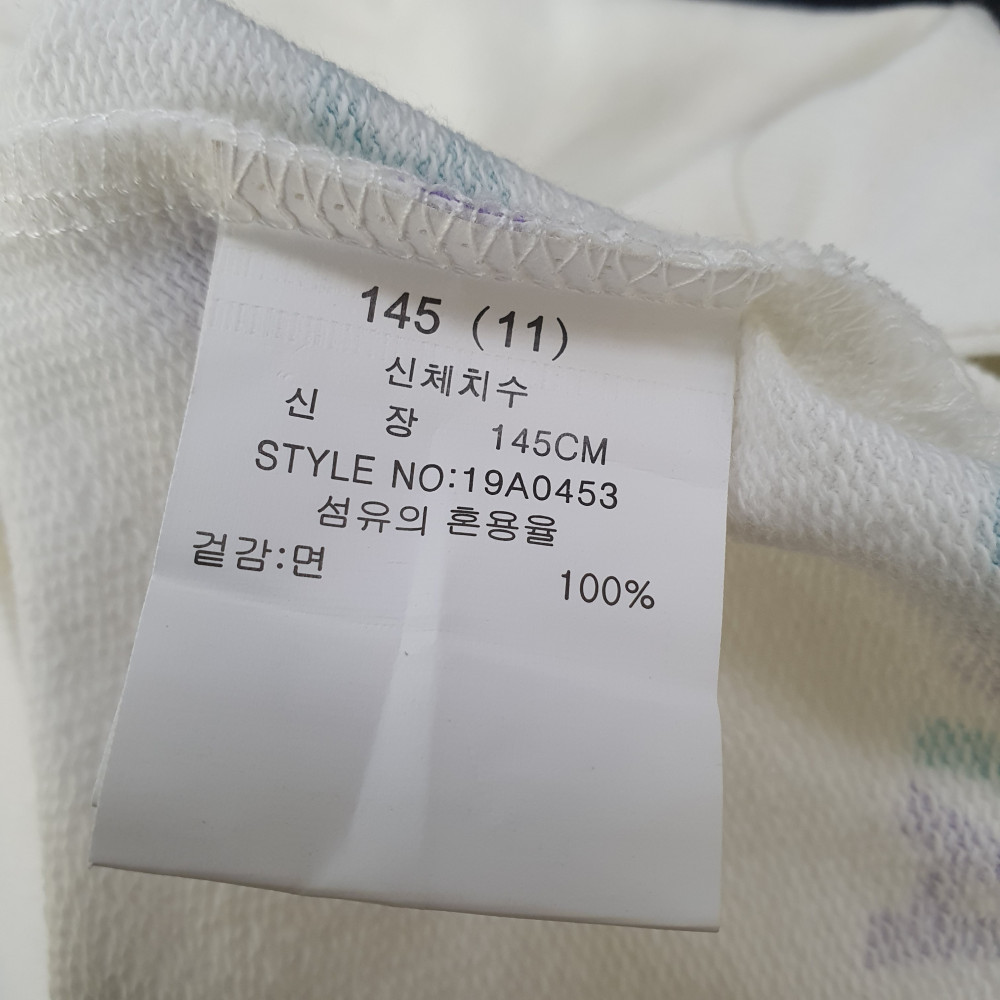 145 (11)
신체치수
신 장 145CM
STYLE NO:19A0453
섬유의 혼용율
겉감:면 100%